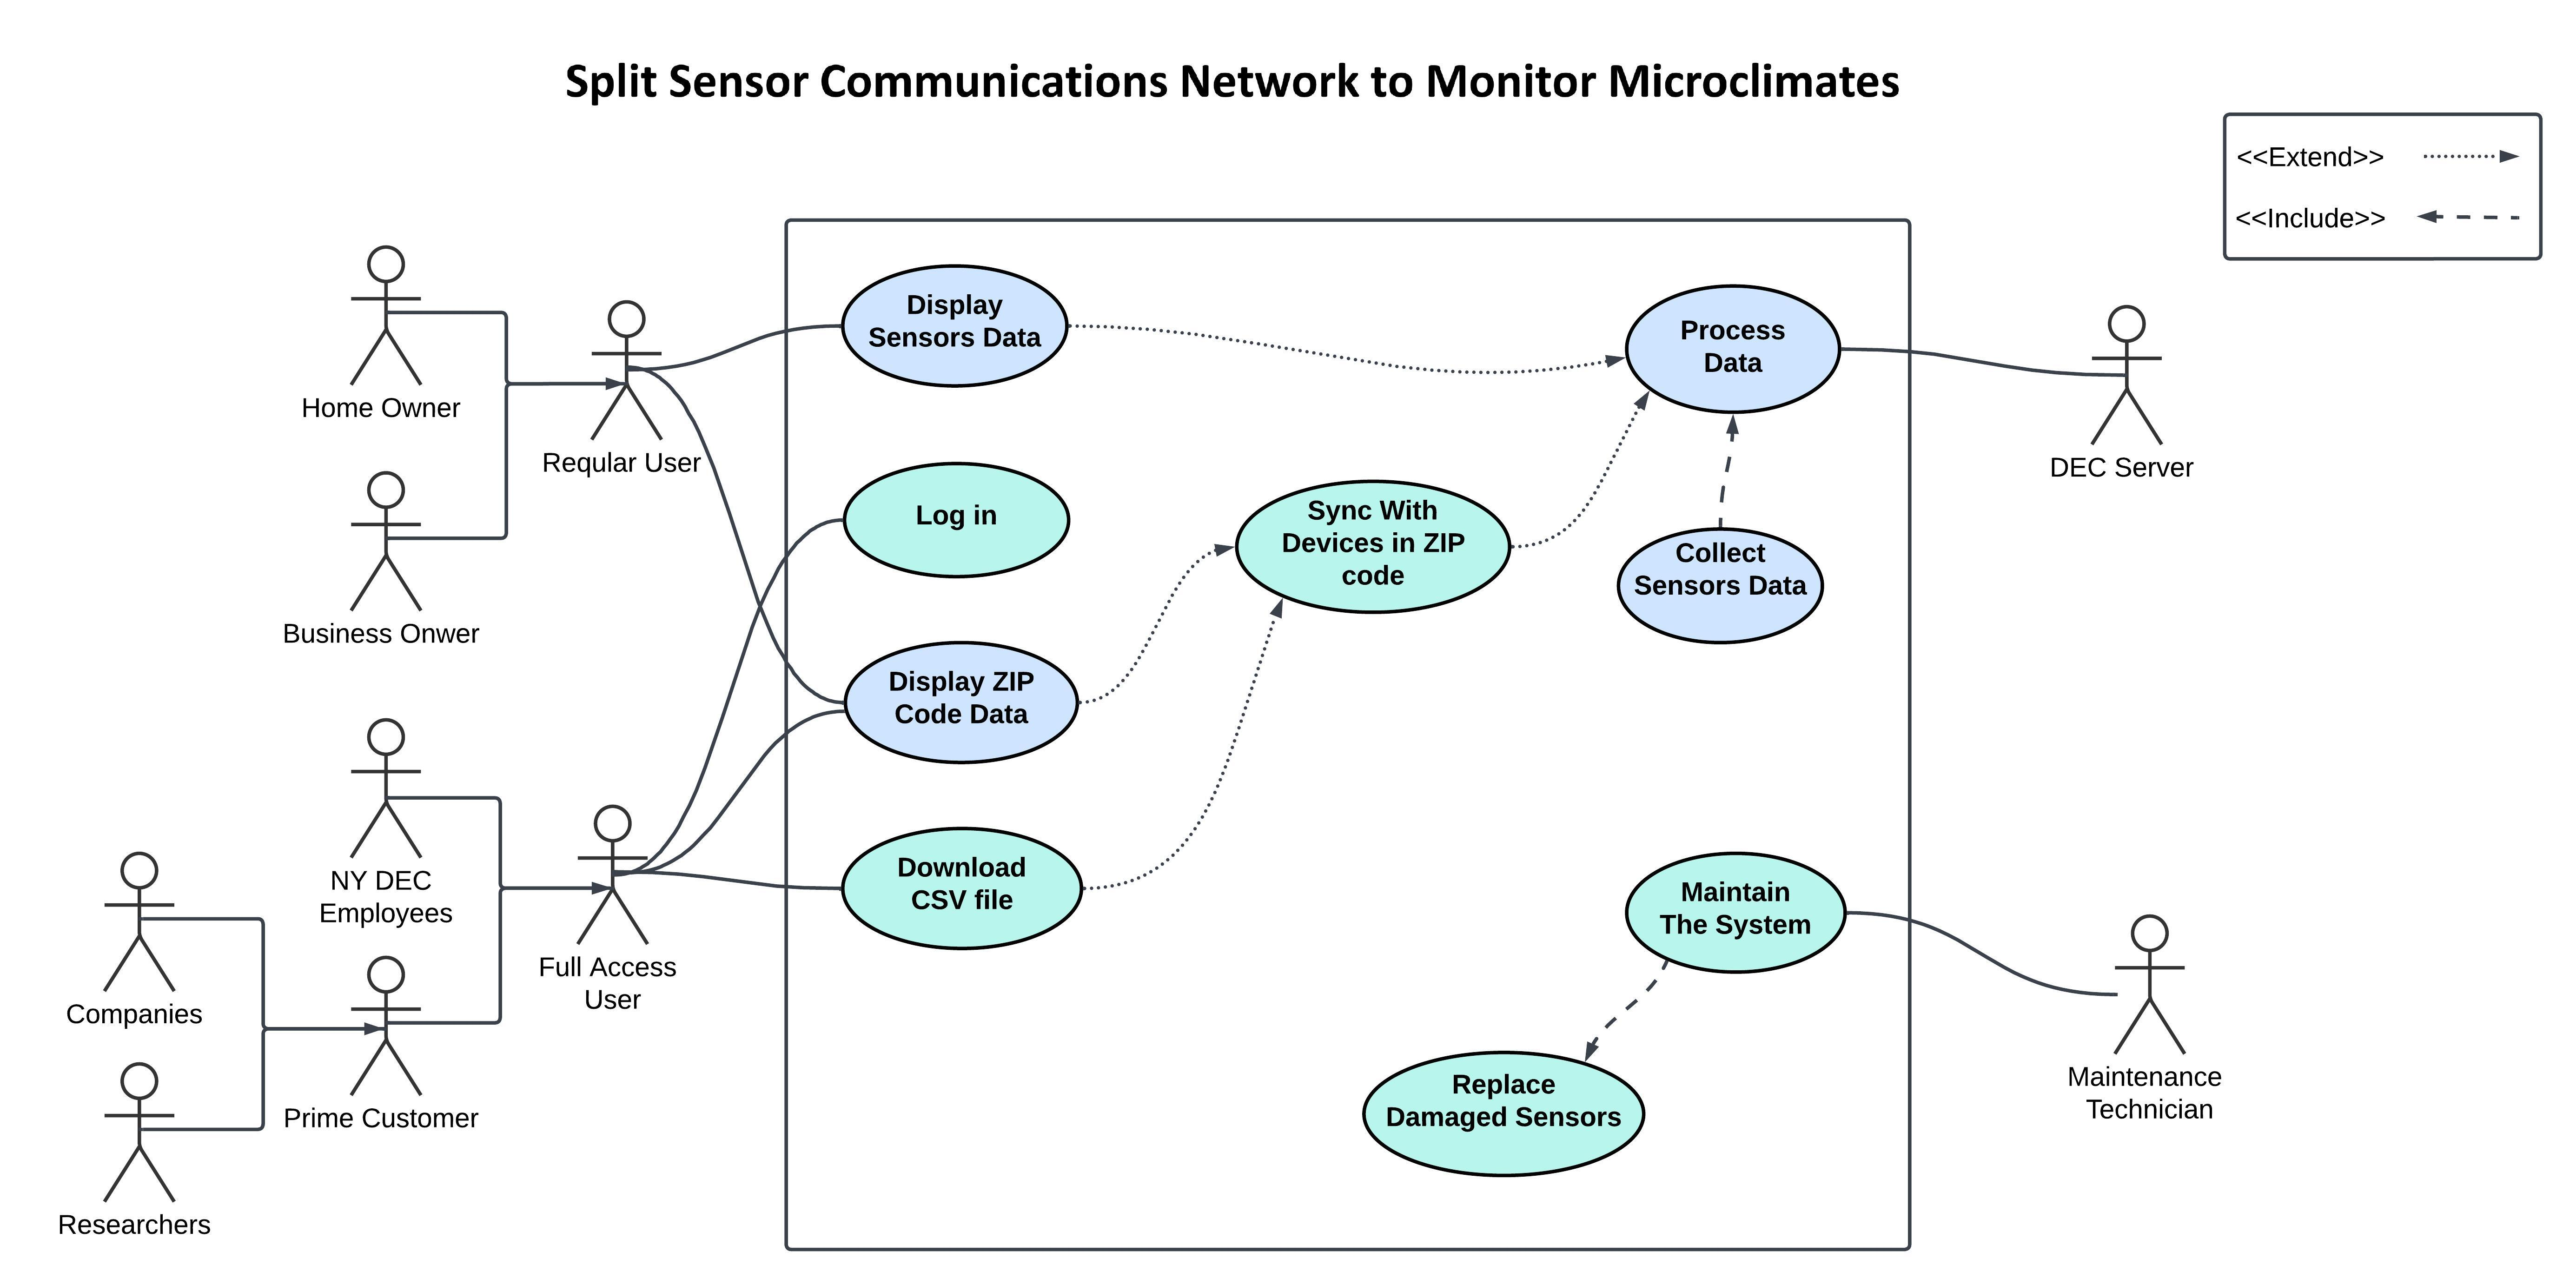 Split Sensor Communications Network to Monitor Microclimates
<<Extend>>
<<Include>>
Home Owner
Reqular User
Business Onwer
NY DEC
Employees
Companies
Full Access
User
Prime Customer
Researchers
Display
Sensors Data
Log in
Display ZIP
Code Data
Download
CSV file
Sync With
Devices in ZIP
code
Process
Data
Collect
Sensors Data
Maintain
The System
Replace
Damaged Sensors
DEC Server
Maintenance
Technician